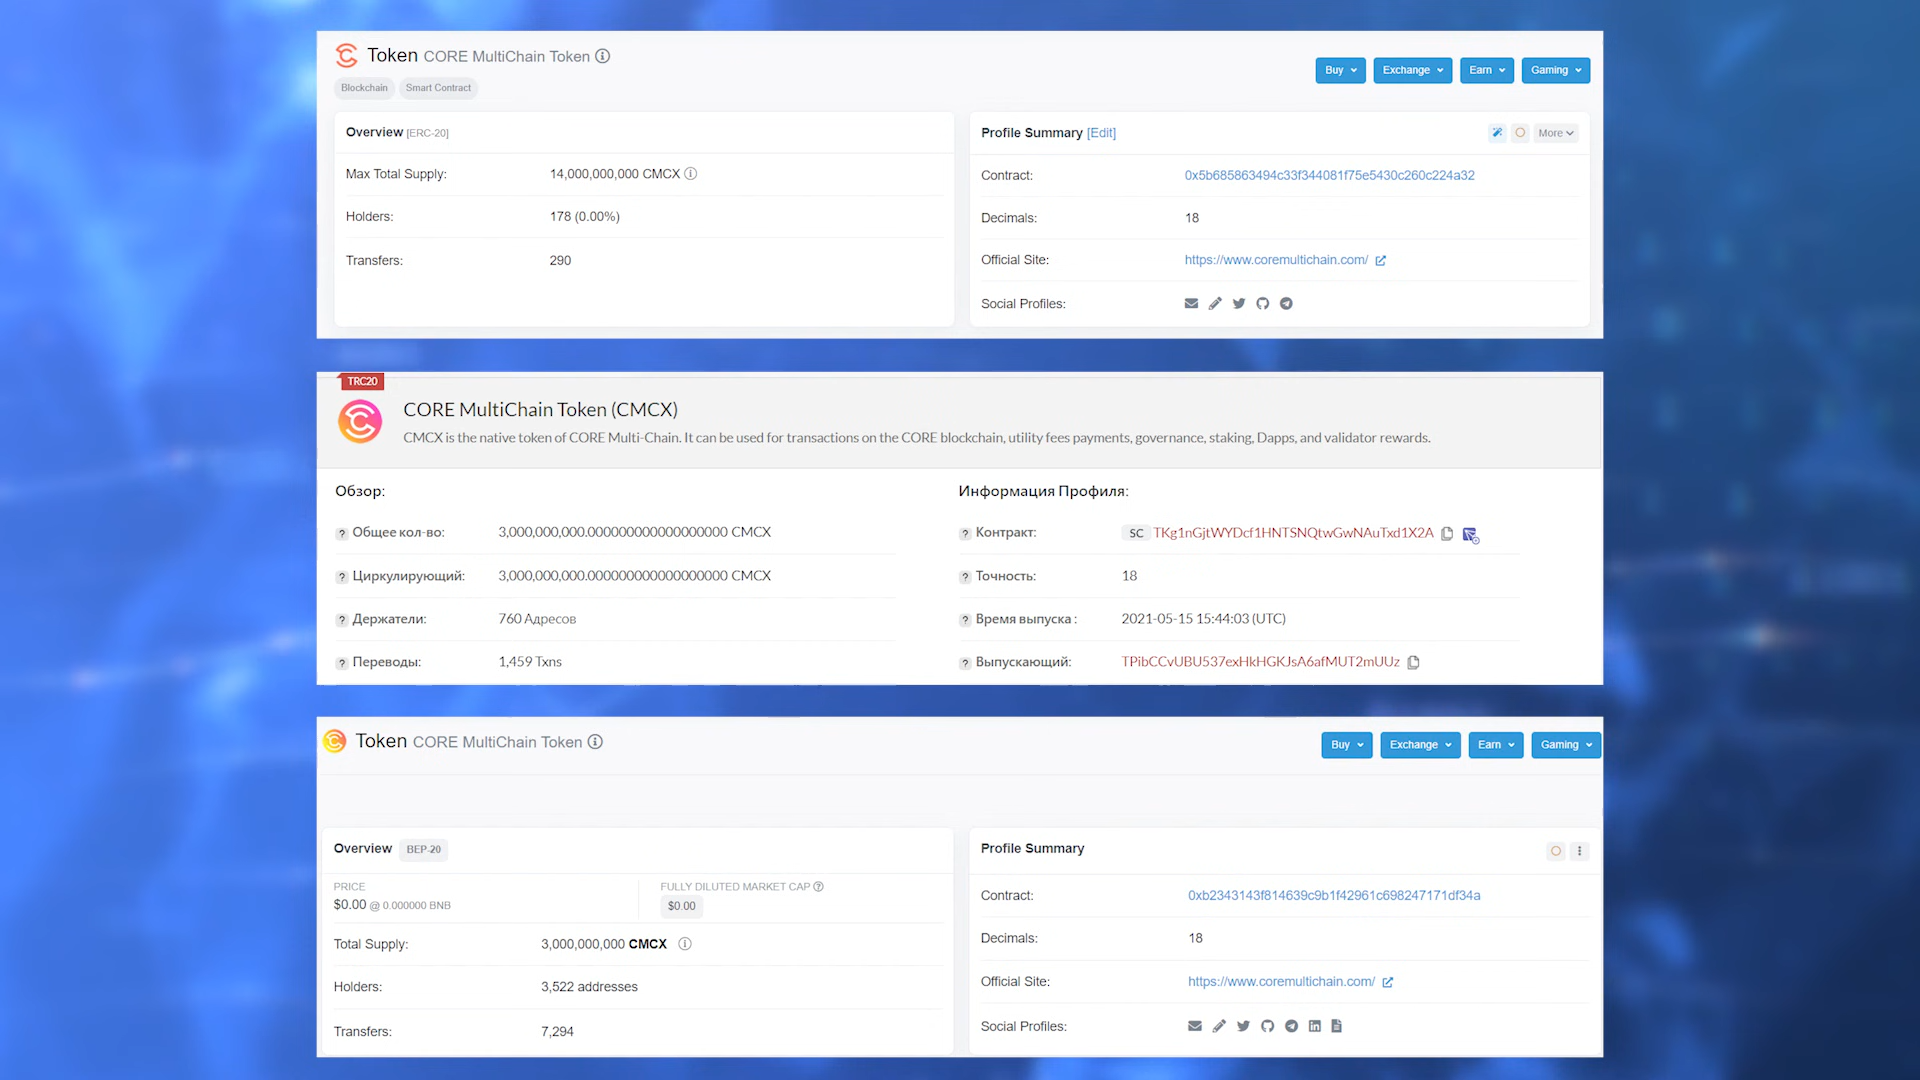 Token CORE MultiChain Token
Buy Exchange Earn Gaming
Blockchain Smart Contract
Overview [ERC-20]
Max Total Supply: 14,000,000,000 CMCX
Holders: 178 (0.00%)
Transfers: 290
Profile Summary [Edit]
More
Contract: 0x5b685863494c33f344081f75e5430c260c224a32
Decimals: 18
Official Site: https://www.coremultichain.com/
Social Profiles:
TRC20
CORE MultiChain Token (CMCX)
CMCX is the native token of CORE Multi-Chain. It can be used for transactions on the CORE blockchain, utility fees payments, governance, staking, Dapps, and validator rewards.
Обзор:
? Общее кол-во: 3,000,000,000.000000000000000000 CMCX
? Циркулирующий: 3,000,000,000.000000000000000000 CMCX
? Держатели: 760 Адресов
? Переводы: 1,459 Txns
Информация Профиля:
? Контракт: SC TKg1nGjtWYDcf1HNTSNQtwGwNAuTxd1X2A
? Точность: 18
? Время выпуска : 2021-05-15 15:44:03 (UTC)
? Выпускающий: TPibCCvUBU537exHkHGKJsA6afMUT2mUUz
Token CORE MultiChain Token
Buy Exchange Earn Gaming
Overview BEP-20
PRICE
$0.00 @ 0.000000 BNB
FULLY DILUTED MARKET CAP
$0.00
Total Supply: 3,000,000,000 CMCX
Holders: 3,522 addresses
Transfers: 7,294
Profile Summary
Contract: 0xb2343143f814639c9b1f42961c698247171df34a
Decimals: 18
Official Site: https://www.coremultichain.com/
Social Profiles: